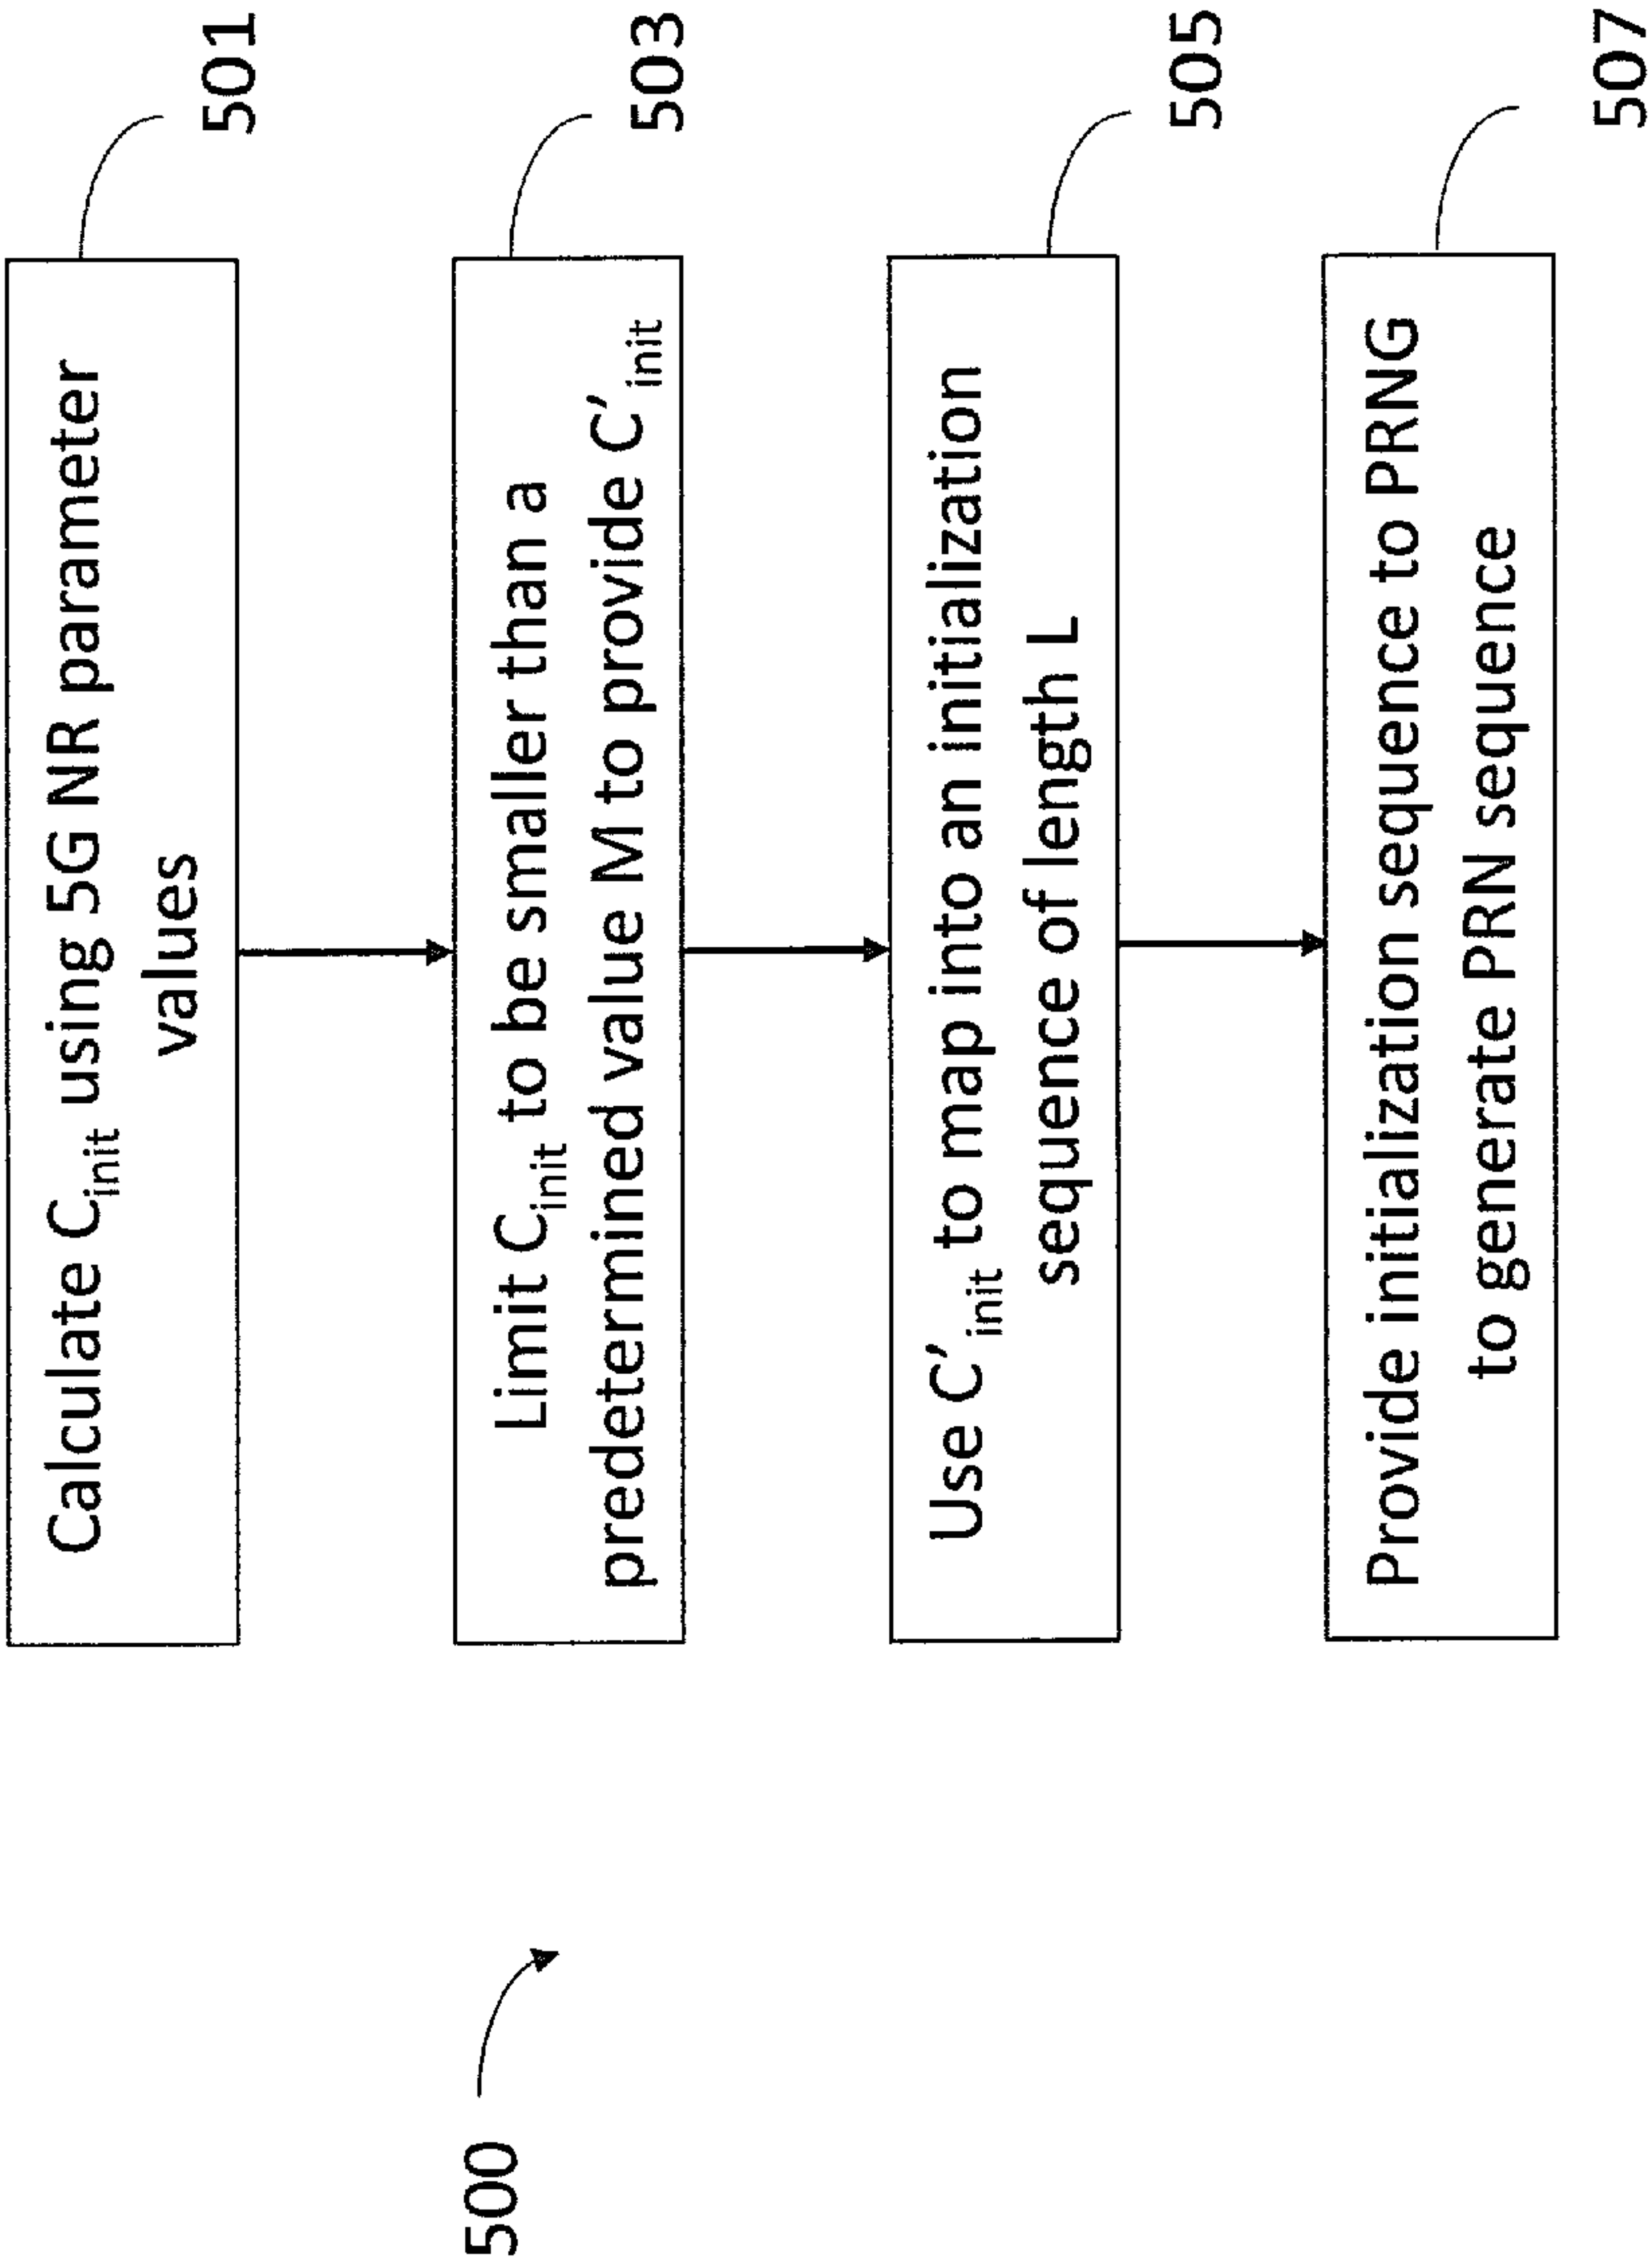 500
Calculate C_init using 5G NR parameter
values
501
Limit C_init to be smaller than a
predetermined value M to provide C'_init
503
Use C'_init to map into an initialization
sequence of length L
505
Provide initialization sequence to PRNG
to generate PRN sequence
507